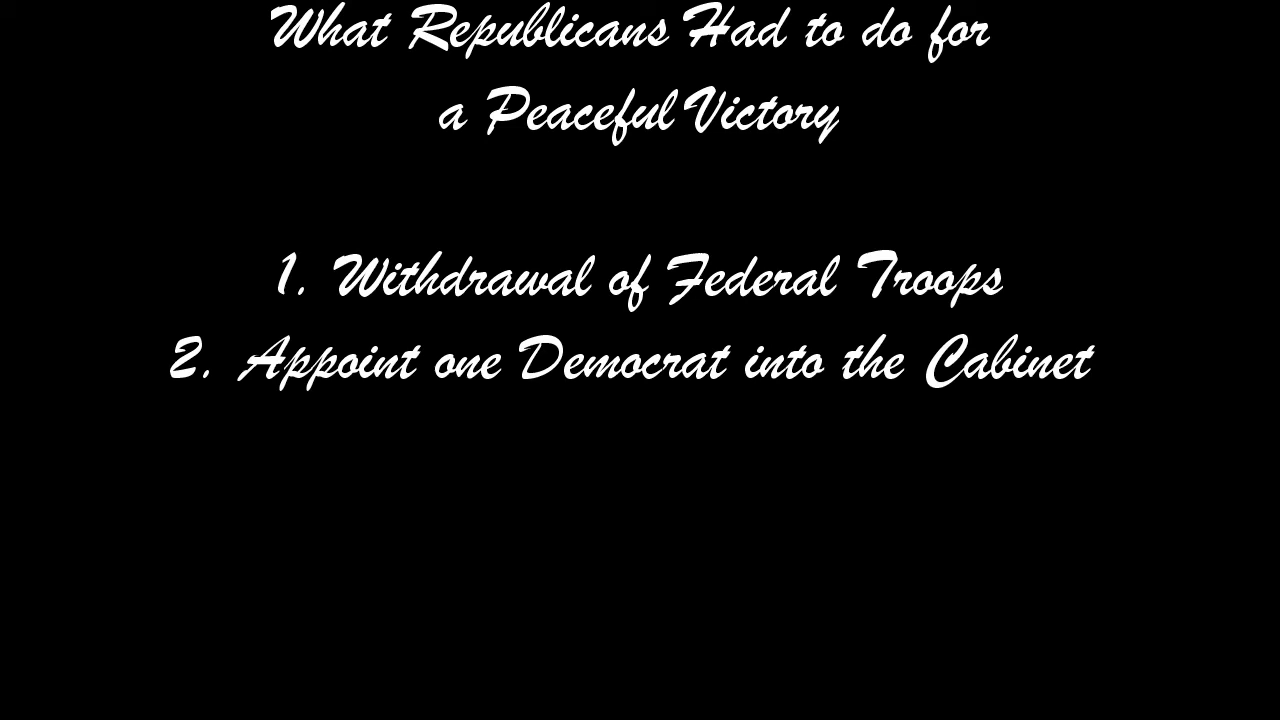 What Republicans Had to do for
a Peaceful Victory
1. Withdrawal of Federal Troops
2. Appoint one Democrat into the Cabinet